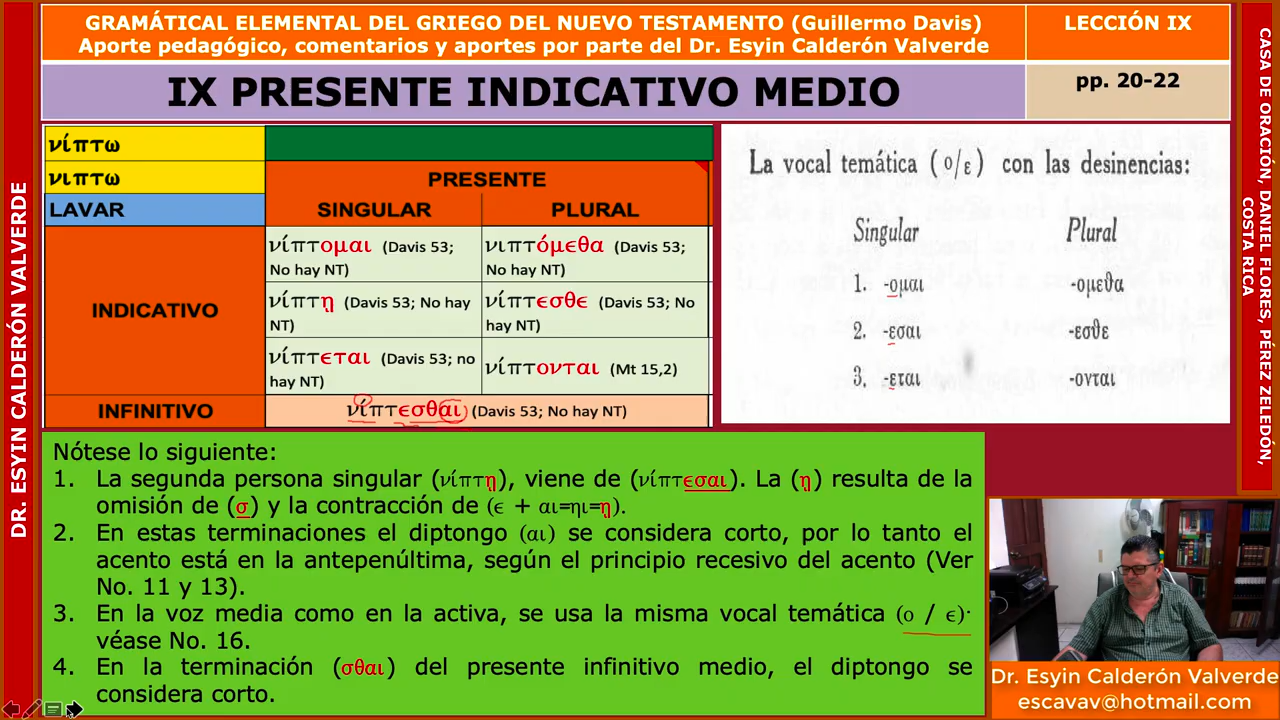 GRAMÁTICAL ELEMENTAL DEL GRIEGO DEL NUEVO TESTAMENTO (Guillermo Davis)
Aporte pedagógico, comentarios y aportes por parte del Dr. Esyin Calderón Valverde
LECCIÓN IX
IX PRESENTE INDICATIVO MEDIO
pp. 20-22
DR. ESYIN CALDERÓN VALVERDE
CASA DE ORACIÓN, DANIEL FLORES, PÉREZ ZELEDÓN,
COSTA RICA
νίπτω
νιπτω
PRESENTE
LAVAR
SINGULAR
PLURAL
INDICATIVO
νίπτομαι (Davis 53;
No hay NT)
νιπτόμεθα (Davis 53;
No hay NT)
νίπτῃ (Davis 53; No hay
NT)
νίπτεσθε (Davis 53; No
hay NT)
νίπτεται (Davis 53; no
hay NT)
νίπτονται (Mt 15,2)
INFINITIVO
νίπτεσθαι (Davis 53; No hay NT)
La vocal temática (ο/ε) con las desinencias:
Singular Plural
1. -ομαι -ομεθα
2. -εσαι -εσθε
3. -εται -ονται
Nótese lo siguiente:
1. La segunda persona singular (νίπτῃ), viene de (νίπτεσαι). La (ῃ) resulta de la
omisión de (σ) y la contracción de (ε + αι=ηι=ῃ).
2. En estas terminaciones el diptongo (αι) se considera corto, por lo tanto el
acento está en la antepenúltima, según el principio recesivo del acento (Ver
No. 11 y 13).
3. En la voz media como en la activa, se usa la misma vocal temática (ο / ε)·
véase No. 16.
4. En la terminación (σθαι) del presente infinitivo medio, el diptongo se
considera corto.
Dr. Esyin Calderón Valverde
escavav@hotmail.com